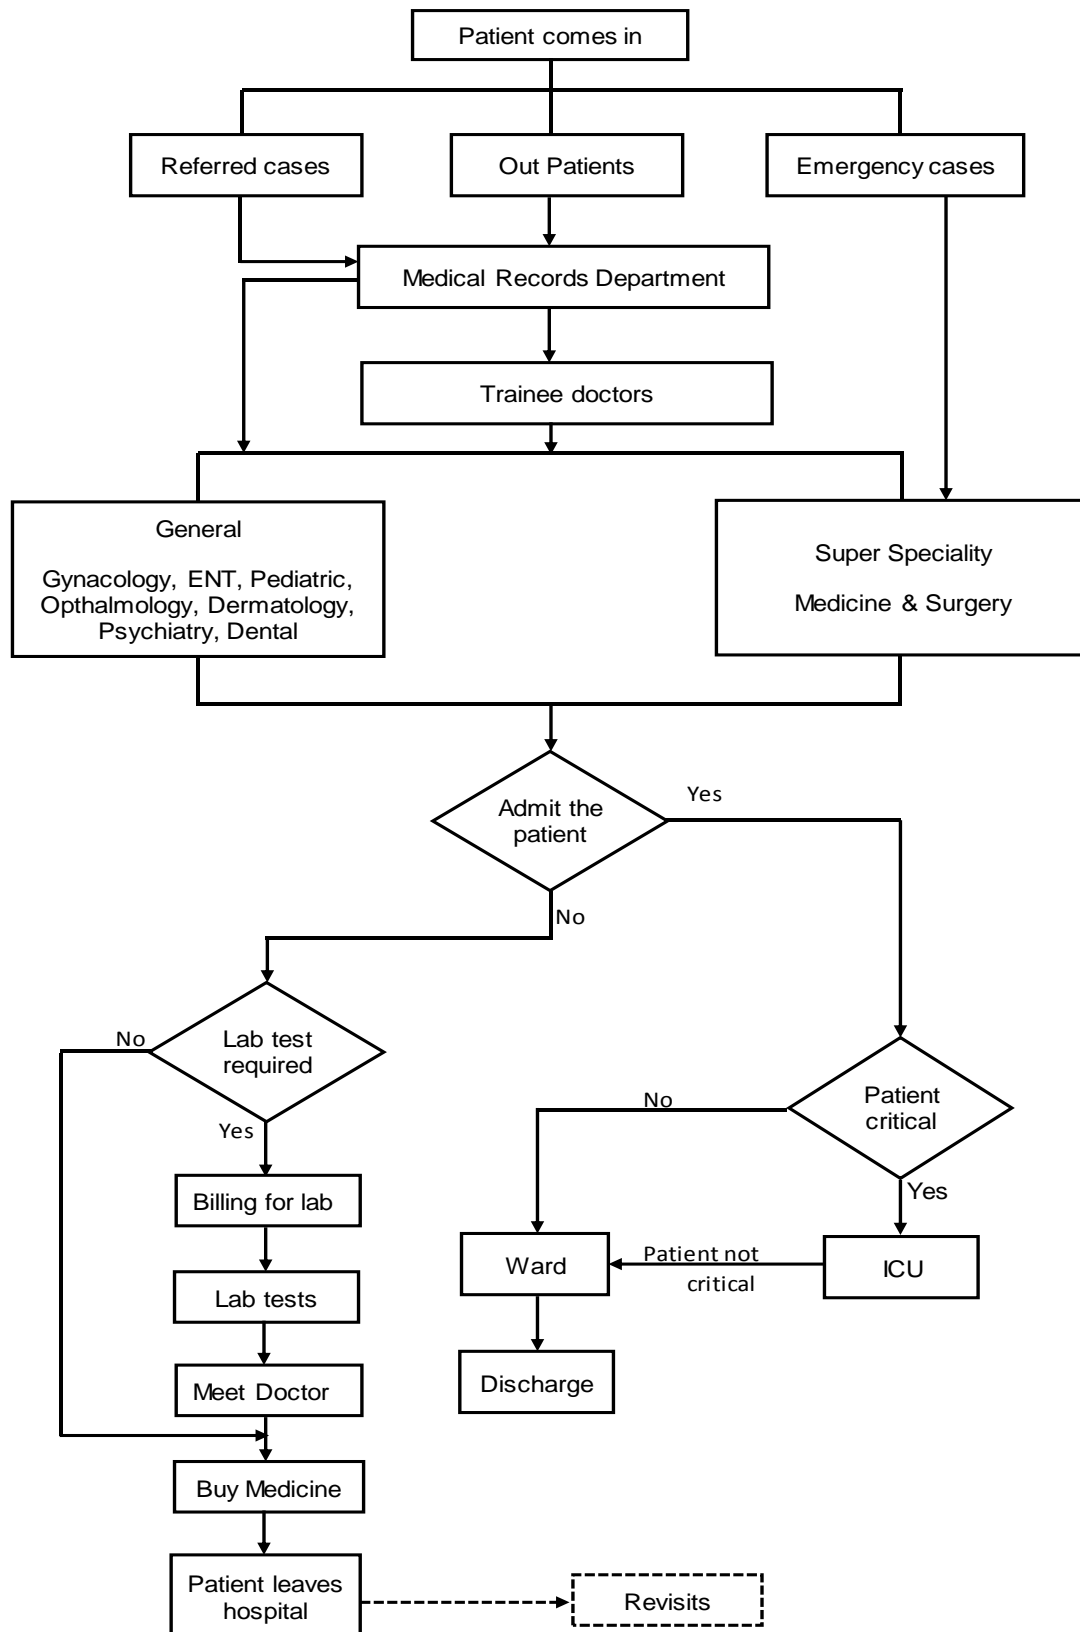 Patient comes in
Referred cases
Out Patients
Emergency cases
Medical Records Department
Trainee doctors
General
Gynacology, ENT, Pediatric,
Opthalmology, Dermatology,
Psychiatry, Dental
Super Speciality
Medicine & Surgery
Admit the
patient
Yes
No
Lab test
required
No
Yes
Patient
critical
No
Yes
Billing for lab
Lab tests
Meet Doctor
Buy Medicine
Patient leaves
hospital
Revisits
Ward
Patient not
critical
ICU
Discharge